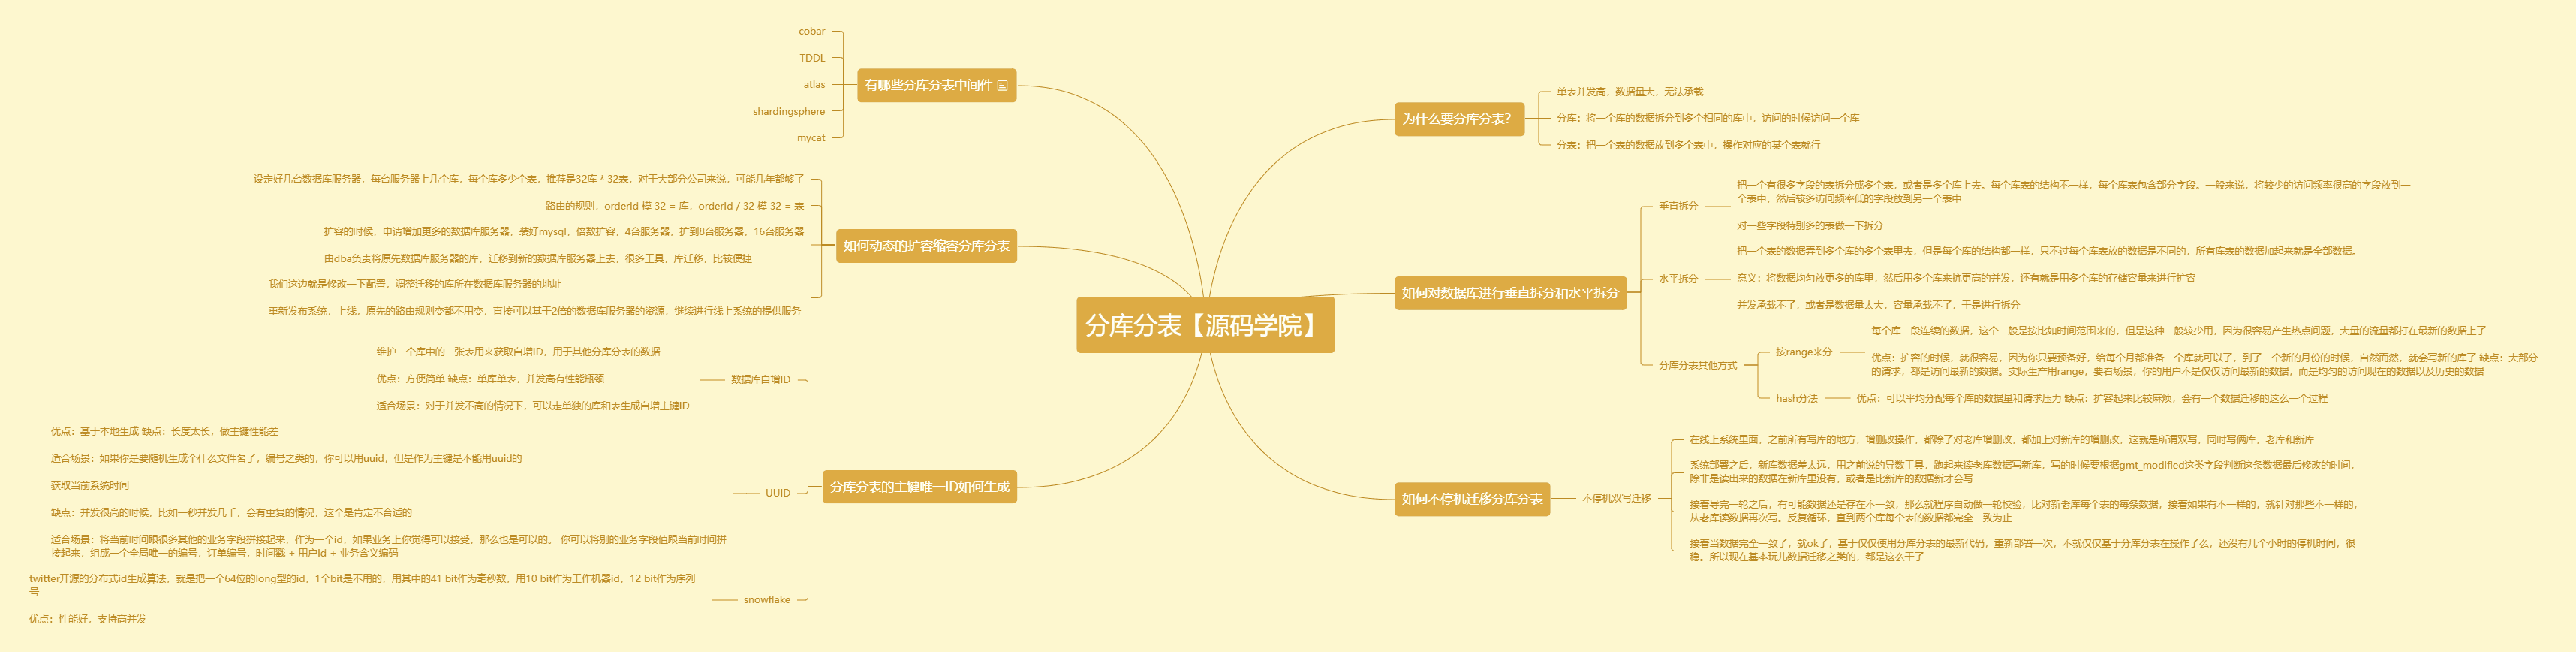 分库分表【源码学院】
有哪些分库分表中间件
cobar
TDDL
atlas
shardingsphere
mycat
如何动态的扩容缩容分库分表
设定好几台数据库服务器，每台服务器上几个库，每个库多少个表，推荐是32库 * 32表，对于大部分公司来说，可能几年都够了
路由的规则，orderId 模 32 = 库，orderId / 32 模 32 = 表
扩容的时候，申请增加更多的数据库服务器，装好mysql，倍数扩容，4台服务器，扩到8台服务器，16台服务器
由dba负责将原先数据库服务器的库，迁移到新的数据库服务器上去，很多工具，库迁移，比较便捷
我们这边就是修改一下配置，调整迁移的库所在数据库服务器的地址
重新发布系统，上线，原先的路由规则变都不用变，直接可以基于2倍的数据库服务器的资源，继续进行线上系统的提供服务
分库分表的主键唯一ID如何生成
数据库自增ID
维护一个库中的一张表用来获取自增ID，用于其他分库分表的数据
优点：方便简单 缺点：单库单表，并发高有性能瓶颈
适合场景：对于并发不高的情况下，可以走单独的库和表生成自增主键ID
UUID
优点：基于本地生成 缺点：长度太长，做主键性能差
适合场景：如果你是要随机生成个什么文件名了，编号之类的，你可以用uuid，但是作为主键是不能用uuid的
获取当前系统时间
缺点：并发很高的时候，比如一秒并发几千，会有重复的情况，这个是肯定不合适的
适合场景：将当前时间跟很多其他的业务字段拼接起来，作为一个id，如果业务上你觉得可以接受，那么也是可以的。 你可以将别的业务字段值跟当前时间拼
接起来，组成一个全局唯一的编号，订单编号，时间戳 + 用户id + 业务含义编码
snowflake
twitter开源的分布式id生成算法，就是把一个64位的long型的id，1个bit是不用的，用其中的41 bit作为毫秒数，用10 bit作为工作机器id，12 bit作为序列
号
优点：性能好，支持高并发
为什么要分库分表？
单表并发高，数据量大，无法承载
分库：将一个库的数据拆分到多个相同的库中，访问的时候访问一个库
分表：把一个表的数据放到多个表中，操作对应的某个表就行
如何对数据库进行垂直拆分和水平拆分
垂直拆分
把一个有很多字段的表拆分成多个表，或者是多个库上去。每个库表的结构不一样，每个库表包含部分字段。一般来说，将较少的访问频率很高的字段放到一
个表中，然后较多访问频率低的字段放到另一个表中
对一些字段特别多的表做一下拆分
水平拆分
把一个表的数据弄到多个库的多个表里去，但是每个库的结构都一样，只不过每个库表放的数据是不同的，所有库表的数据加起来就是全部数据。
意义：将数据均匀放更多的库里，然后用多个库来抗更高的并发，还有就是用多个库的存储容量来进行扩容
并发承载不了，或者是数据量太大，容量承载不了，于是进行拆分
分库分表其他方式
按range来分
每个库一段连续的数据，这个一般是按比如时间范围来的，但是这种一般较少用，因为很容易产生热点问题，大量的流量都打在最新的数据上了
优点：扩容的时候，就很容易，因为你只要预备好，给每个月都准备一个库就可以了，到了一个新的月份的时候，自然而然，就会写新的库了 缺点：大部分
的请求，都是访问最新的数据。实际生产用range，要看场景，你的用户不是仅仅访问最新的数据，而是均匀的访问现在的数据以及历史的数据
hash分法
优点：可以平均分配每个库的数据量和请求压力 缺点：扩容起来比较麻烦，会有一个数据迁移的这么一个过程
如何不停机迁移分库分表
不停机双写迁移
在线上系统里面，之前所有写库的地方，增删改操作，都除了对老库增删改，都加上对新库的增删改，这就是所谓双写，同时写俩库，老库和新库
系统部署之后，新库数据差太远，用之前说的导数工具，跑起来读老库数据写新库，写的时候要根据gmt_modified这类字段判断这条数据最后修改的时间，
除非是读出来的数据在新库里没有，或者是比新库的数据新才会写
接着导完一轮之后，有可能数据还是存在不一致，那么就程序自动做一轮校验，比对新老库每个表的每条数据，接着如果有不一样的，就针对那些不一样的，
从老库读数据再次写。反复循环，直到两个库每个表的数据都完全一致为止
接着当数据完全一致了，就ok了，基于仅仅使用分库分表的最新代码，重新部署一次，不就仅仅基于分库分表在操作了么，还没有几个小时的停机时间，很
稳。所以现在基本玩儿数据迁移之类的，都是这么干了